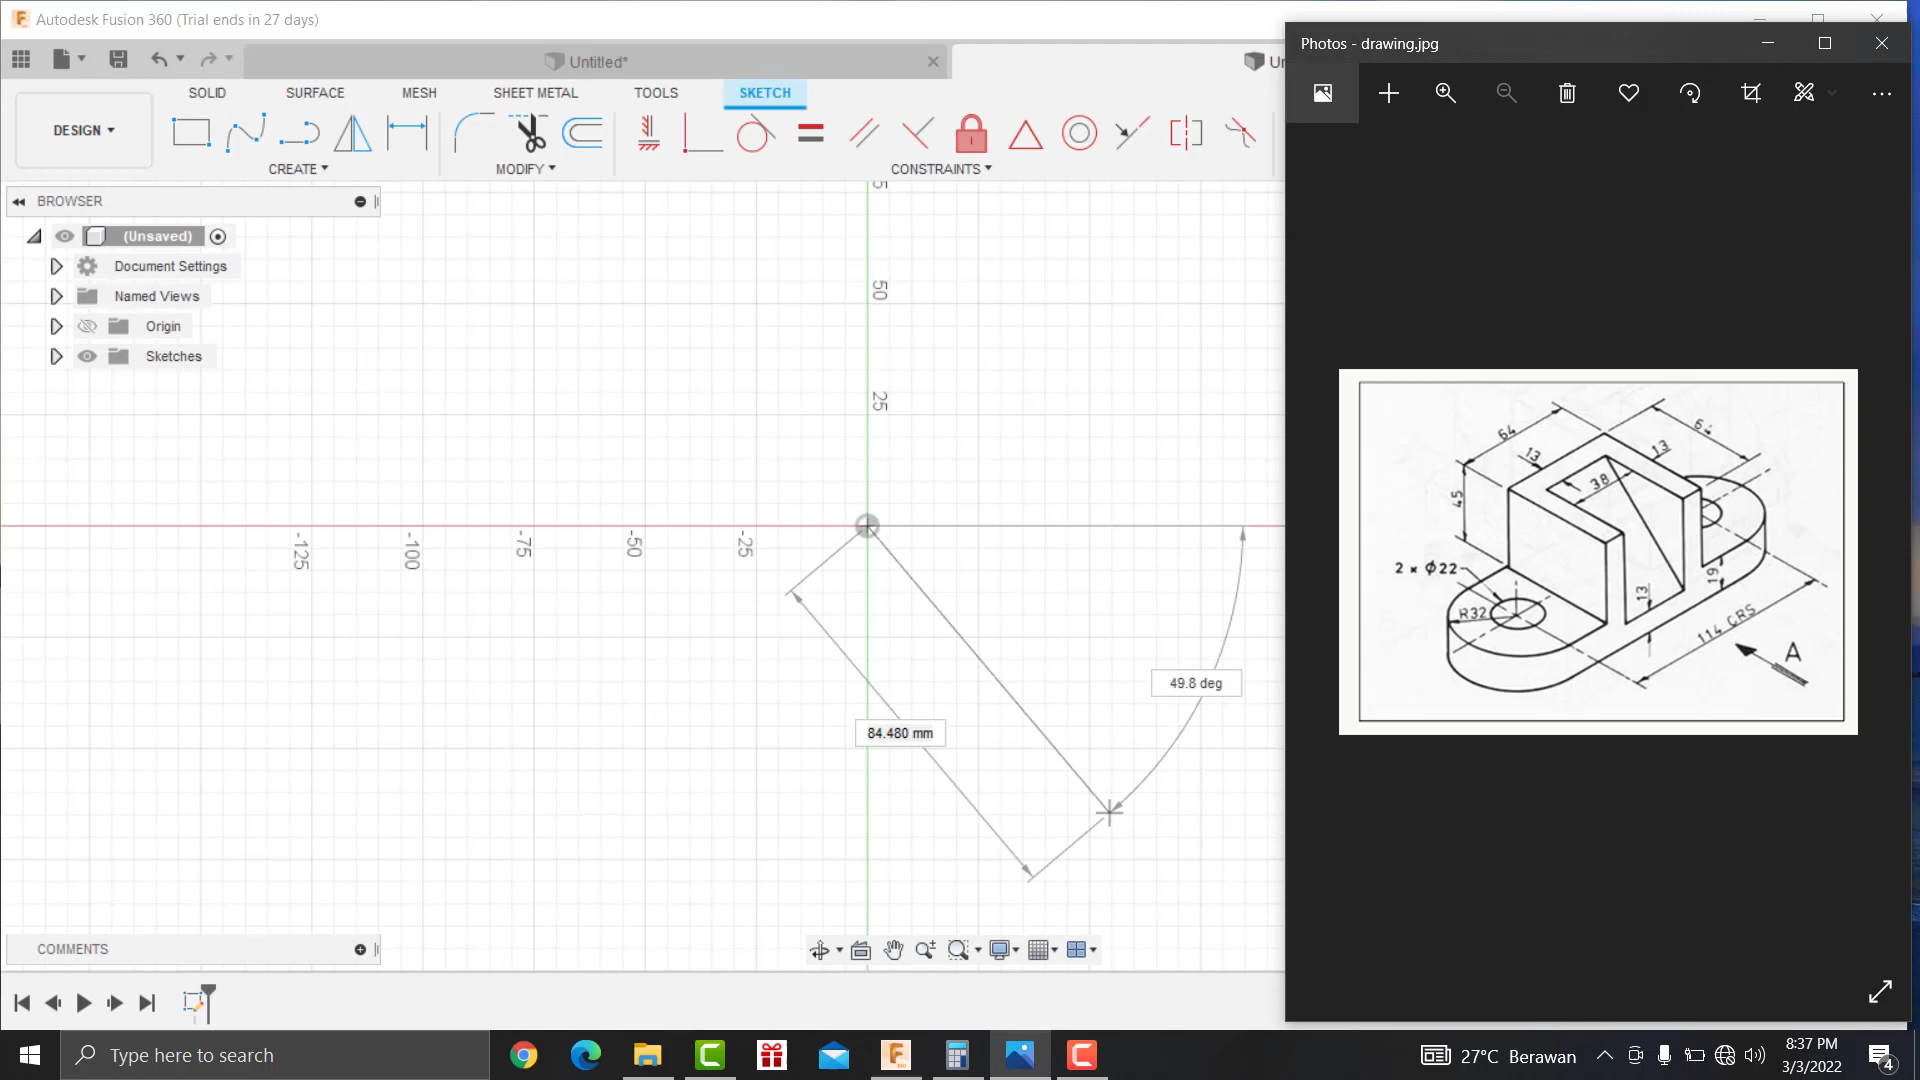 Autodesk Fusion 360 (Trial ends in 27 days)
Untitled*
Un
DESIGN
SOLID
SURFACE
MESH
SHEET METAL
TOOLS
SKETCH
CREATE
MODIFY
CONSTRAINTS
BROWSER
(Unsaved)
Document Settings
Named Views
Origin
Sketches
5
50
25
-125
-100
-75
-50
-25
49.8 deg
84.480 mm
COMMENTS
Photos - drawing.jpg
64
64
13
13
38
45
2 × Φ22
R32
13
19
114 CRS
A
Type here to search
27°C Berawan
8:37 PM
3/3/2022
4